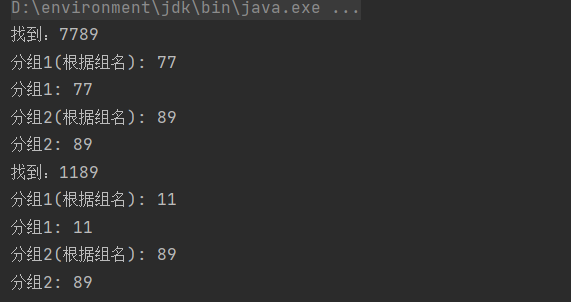 D:\environment\jdk\bin\java.exe ...
找到：7789
分组1(根据组名): 77
分组1: 77
分组2(根据组名): 89
分组2: 89
找到：1189
分组1(根据组名): 11
分组1: 11
分组2(根据组名): 89
分组2: 89